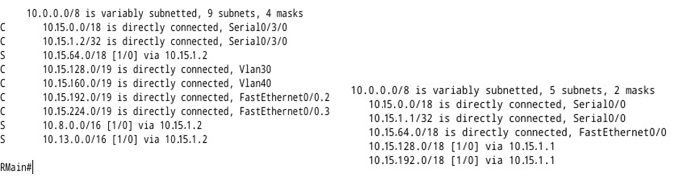 10.0.0.0/8 is variably subnetted, 9 subnets, 4 masks
C 10.15.0.0/18 is directly connected, Serial0/3/0
C 10.15.1.2/32 is directly connected, Serial0/3/0
S 10.15.64.0/18 [1/0] via 10.15.1.2
C 10.15.128.0/19 is directly connected, Vlan30
C 10.15.160.0/19 is directly connected, Vlan40
C 10.15.192.0/19 is directly connected, FastEthernet0/0.2
C 10.15.224.0/19 is directly connected, FastEthernet0/0.3
S 10.8.0.0/16 [1/0] via 10.15.1.2
S 10.13.0.0/16 [1/0] via 10.15.1.2
RMain#
10.0.0.0/8 is variably subnetted, 5 subnets, 2 masks
10.15.0.0/18 is directly connected, Serial0/0
10.15.1.1/32 is directly connected, Serial0/0
10.15.64.0/18 is directly connected, FastEthernet0/0
10.15.128.0/18 [1/0] via 10.15.1.1
10.15.192.0/18 [1/0] via 10.15.1.1